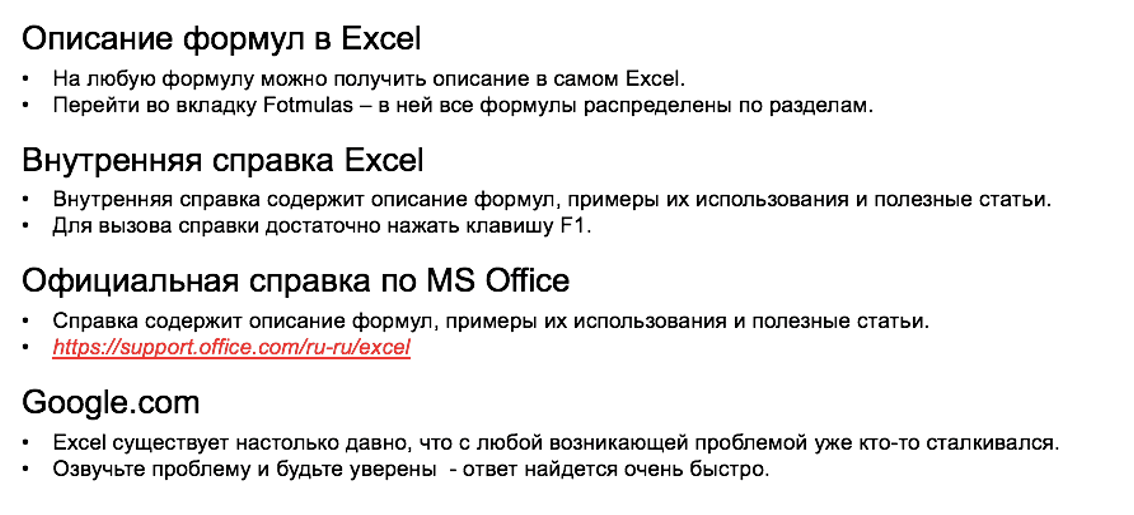 Описание формул в Excel
• На любую формулу можно получить описание в самом Excel.
• Перейти во вкладку Fotmulas – в ней все формулы распределены по разделам.
Внутренняя справка Excel
• Внутренняя справка содержит описание формул, примеры их использования и полезные статьи.
• Для вызова справки достаточно нажать клавишу F1.
Официальная справка по MS Office
• Справка содержит описание формул, примеры их использования и полезные статьи.
• https://support.office.com/ru-ru/excel
Google.com
• Excel существует настолько давно, что с любой возникающей проблемой уже кто-то сталкивался.
• Озвучьте проблему и будьте уверены  - ответ найдется очень быстро.